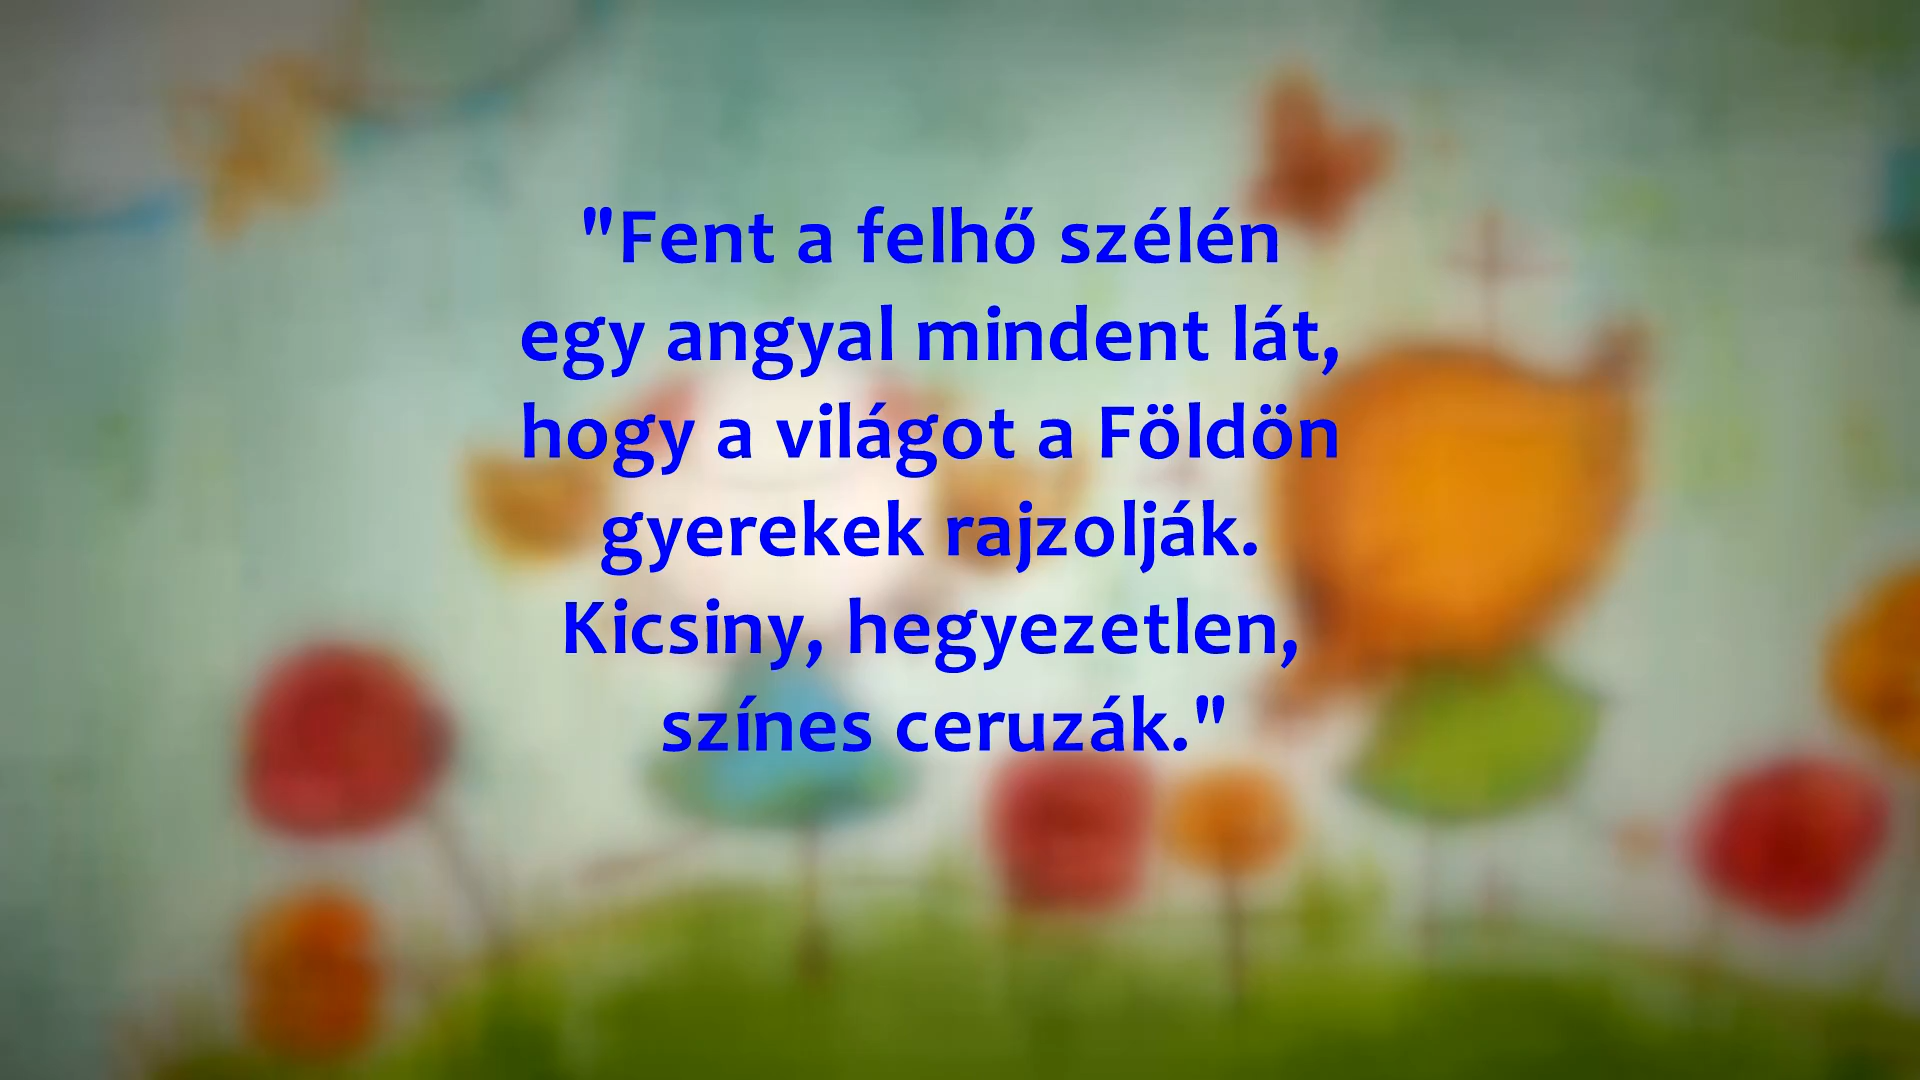 "Fent a felhő szélén
egy angyal mindent lát,
hogy a világot a Földön
gyerekek rajzolják.
Kicsiny, hegyezetlen,
színes ceruzák."